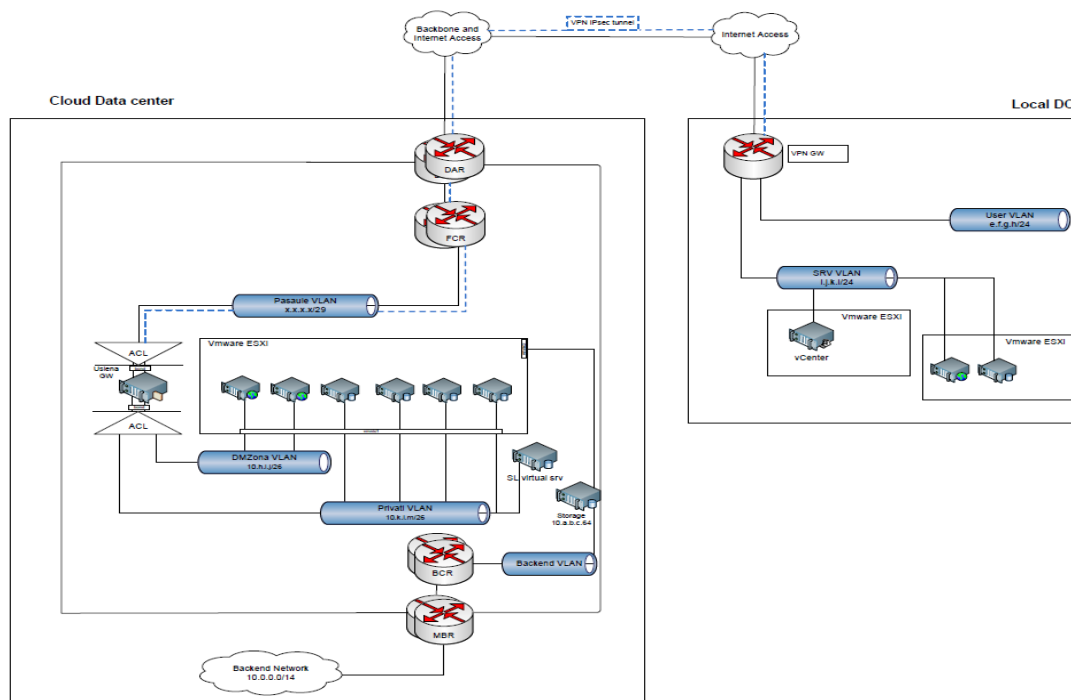 Backbone and
Internet Access
VPN IPsec tunnel
Internet Access
Cloud Data center
Local DC
DAR
VPN GW
FCR
User VLAN
e.f.g.h/24
Pasaule VLAN
x.x.x.x/29
SRV VLAN
i.j.k.l/24
ACL
Vmware ESXI
Vmware ESXI
vCenter
Vmware ESXI
Usiena
GW
ACL
DMZona VLAN
10.h.i.j/26
SL virtual srv
Privati VLAN
10.k.l.m/26
Storage
10.a.b.c.64
BCR
Backend VLAN
MBR
Backend Network
10.0.0.0/14